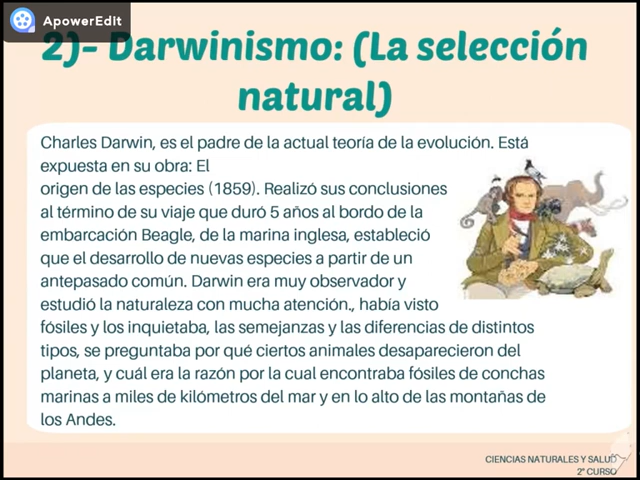 ApowerEdit
2)- Darwinismo: (La selección
natural)
Charles Darwin, es el padre de la actual teoría de la evolución. Está
expuesta en su obra: El
origen de las especies (1859). Realizó sus conclusiones
al término de su viaje que duró 5 años al bordo de la
embarcación Beagle, de la marina inglesa, estableció
que el desarrollo de nuevas especies a partir de un
antepasado común. Darwin era muy observador y
estudió la naturaleza con mucha atención., había visto
fósiles y los inquietaba, las semejanzas y las diferencias de distintos
tipos, se preguntaba por qué ciertos animales desaparecieron del
planeta, y cuál era la razón por la cual encontraba fósiles de conchas
marinas a miles de kilómetros del mar y en lo alto de las montañas de
los Andes.
CIENCIAS NATURALES Y SALUD
2° CURSO